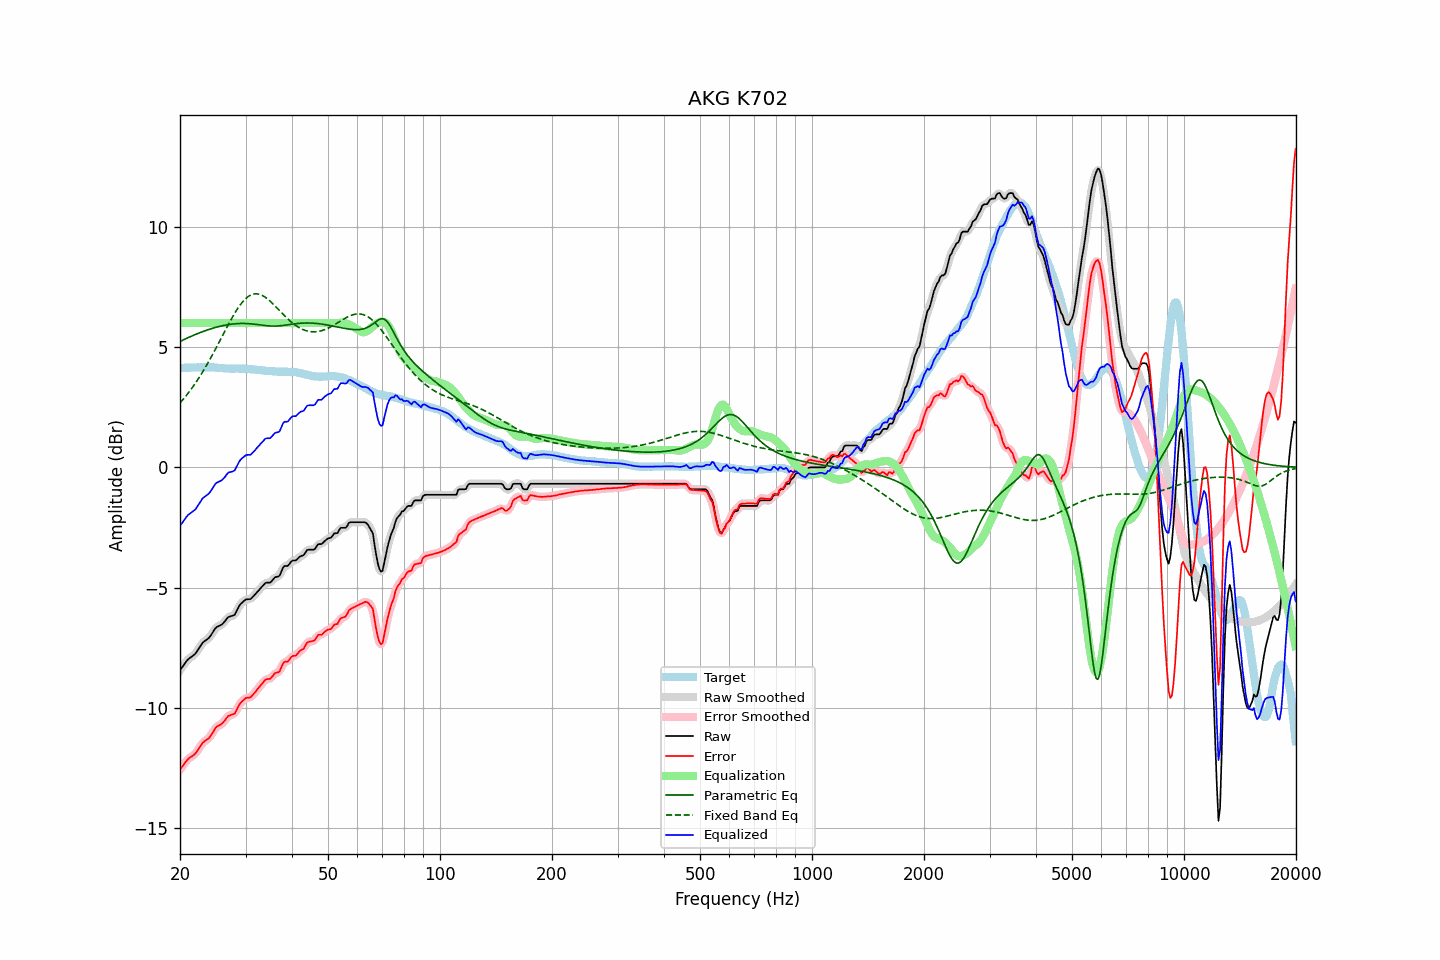 AKG K702
Amplitude (dBr)
10
5
0
−5
−10
−15
Target
Raw Smoothed
Error Smoothed
Raw
Error
Equalization
Parametric Eq
Fixed Band Eq
Equalized
20 50 100 200 500 1000 2000 5000 10000 20000
Frequency (Hz)